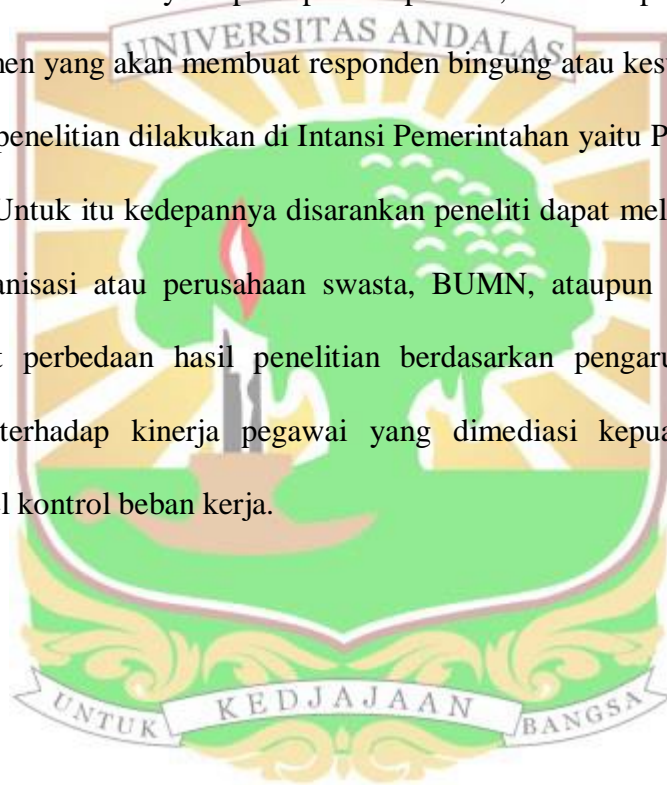 UNIVERSITAS ANDALAS
men yang akan membuat responden bingung atau kes
penelitian dilakukan di Intansi Pemerintahan yaitu P
Untuk itu kedepannya disarankan peneliti dapat mel
anisasi atau perusahaan swasta, BUMN, ataupun
t perbedaan hasil penelitian berdasarkan pengaru
terhadap kinerja pegawai yang dimediasi kepua
l kontrol beban kerja.
UNTUK KEDJAJAAN BANGSA